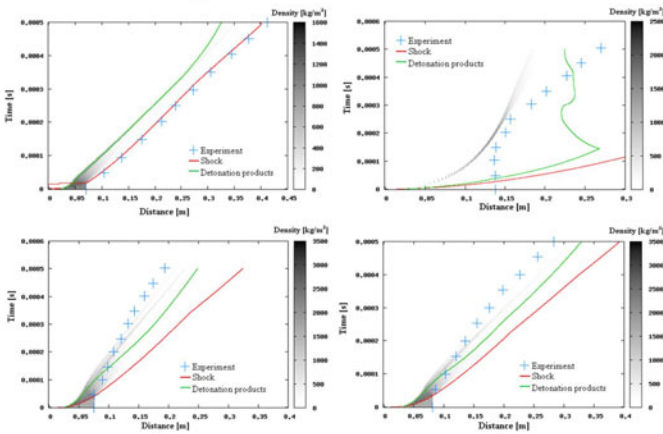 Density [kg/m³]
0,0005
0,0004
0,0003
0,0002
0,0001
0
Time [s]
Experiment
Shock
Detonation products
0 0,05 0,1 0,15 0,2 0,25 0,3 0,35 0,4 0,45
Distance [m]
1600
1400
1200
1000
800
600
400
200
0
Density [kg/m³]
0,0006
0,0005
0,0004
0,0003
0,0002
0,0001
0
Time [s]
Experiment
Shock
Detonation products
0 0,05 0,1 0,15 0,2 0,25 0,3
Distance [m]
2500
2000
1500
1000
500
0
Density [kg/m³]
0,0006
0,0005
0,0004
0,0003
0,0002
0,0001
0
Time [s]
Experiment
Shock
Detonation products
0 0,05 0,1 0,15 0,2 0,25 0,3 0,35 0,4
Distance [m]
3500
3000
2500
2000
1500
1000
500
0
Density [kg/m³]
0,0005
0,0004
0,0003
0,0002
0,0001
0
Time [s]
Experiment
Shock
Detonation products
0 0,05 0,1 0,15 0,2 0,25 0,3 0,35 0,4
Distance [m]
3500
3000
2500
2000
1500
1000
500
0